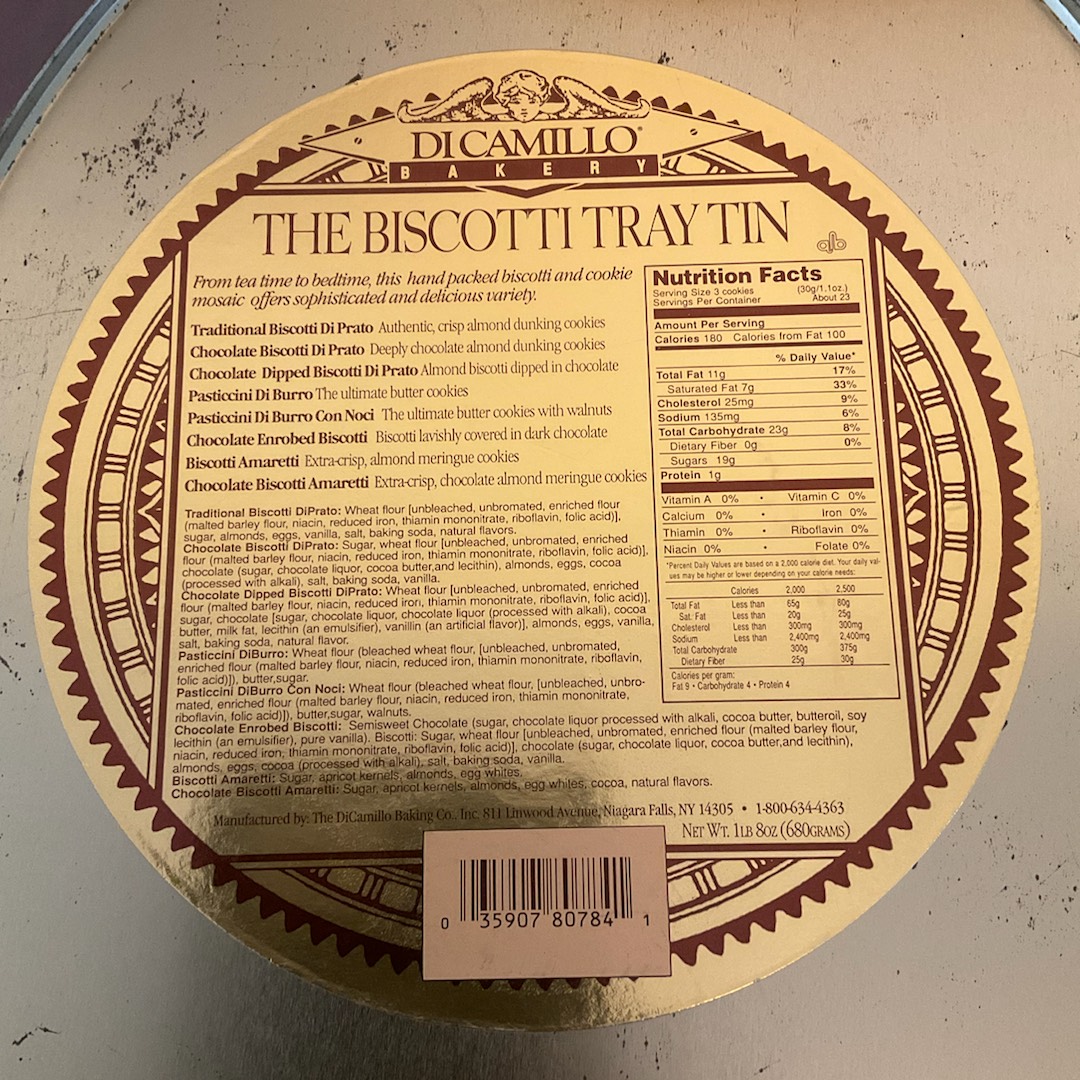 DI CAMILLO®
BAKERY
THE BISCOTTI TRAY TIN
From tea time to bedtime, this hand packed biscotti and cookie
mosaic offers sophisticated and delicious variety.
Traditional Biscotti Di Prato Authentic, crisp almond dunking cookies
Chocolate Biscotti Di Prato Deeply chocolate almond dunking cookies
Chocolate Dipped Biscotti Di Prato Almond biscotti dipped in chocolate
Pasticcini Di Burro The ultimate butter cookies
Pasticcini Di Burro Con Noci The ultimate butter cookies with walnuts
Chocolate Enrobed Biscotti Biscotti lavishly covered in dark chocolate
Biscotti Amaretti Extra-crisp, almond meringue cookies
Chocolate Biscotti Amaretti Extra-crisp, chocolate almond meringue cookies
Traditional Biscotti DiPrato: Wheat flour [unbleached, unbromated, enriched flour
(malted barley flour, niacin, reduced iron, thiamin mononitrate, riboflavin, folic acid)],
sugar, almonds, eggs, vanilla, salt, baking soda, natural flavors.
Chocolate Biscotti DiPrato: Sugar, wheat flour [unbleached, unbromated, enriched
flour (malted barley flour, niacin, reduced iron, thiamin mononitrate, riboflavin, folic acid)],
chocolate (sugar, chocolate liquor, cocoa butter,and lecithin), almonds, eggs, cocoa
(processed with alkali), salt, baking soda, vanilla.
Chocolate Dipped Biscotti DiPrato: Wheat flour [unbleached, unbromated, enriched
flour (malted barley flour, niacin, reduced iron, thiamin mononitrate, riboflavin, folic acid)],
sugar, chocolate [sugar, chocolate liquor, chocolate liquor (processed with alkali), cocoa
butter, milk fat, lecithin (an emulsifier), vanillin (an artificial flavor)], almonds, eggs, vanilla,
salt, baking soda, natural flavor.
Pasticcini DiBurro: Wheat flour (bleached wheat flour, [unbleached, unbromated,
enriched flour (malted barley flour, niacin, reduced iron, thiamin mononitrate, riboflavin,
folic acid)]), butter,sugar.
Pasticcini DiBurro Con Noci: Wheat flour (bleached wheat flour, [unbleached, unbro-
mated, enriched flour (malted barley flour, niacin, reduced iron, thiamin mononitrate,
riboflavin, folic acid)]), butter,sugar, walnuts.
Chocolate Enrobed Biscotti: Semisweet Chocolate (sugar, chocolate liquor processed with alkali, cocoa butter, butteroil, soy
lecithin (an emulsifier), pure vanilla). Biscotti: Sugar, wheat flour [unbleached, unbromated, enriched flour (malted barley flour,
niacin, reduced iron, thiamin mononitrate, riboflavin, folic acid)], chocolate (sugar, chocolate liquor, cocoa butter,and lecithin),
almonds, eggs, cocoa (processed with alkali), salt, baking soda, vanilla.
Biscotti Amaretti: Sugar, apricot kernels, almonds, egg whites.
Chocolate Biscotti Amaretti: Sugar, apricot kernels, almonds, egg whites, cocoa, natural flavors.
Nutrition Facts
Serving Size 3 cookies (30g/1.1oz.)
Servings Per Container About 23
Amount Per Serving
Calories 180 Calories from Fat 100
% Daily Value*
Total Fat 11g 17%
Saturated Fat 7g 33%
Cholesterol 25mg 9%
Sodium 135mg 6%
Total Carbohydrate 23g 8%
Dietary Fiber 0g 0%
Sugars 19g
Protein 1g
Vitamin A 0% • Vitamin C 0%
Calcium 0% • Iron 0%
Thiamin 0% • Riboflavin 0%
Niacin 0% • Folate 0%
*Percent Daily Values are based on a 2,000 calorie diet. Your daily val-
ues may be higher or lower depending on your calorie needs:
Calories 2,000 2,500
Total Fat Less than 65g 80g
Sat. Fat Less than 20g 25g
Cholesterol Less than 300mg 300mg
Sodium Less than 2,400mg 2,400mg
Total Carbohydrate 300g 375g
Dietary Fiber 25g 30g
Calories per gram:
Fat 9 • Carbohydrate 4 • Protein 4
Manufactured by: The DiCamillo Baking Co., Inc. 811 Linwood Avenue, Niagara Falls, NY 14305 • 1-800-634-4363
NET WT. 1LB 8OZ (680GRAMS)
0 35907 80784 1